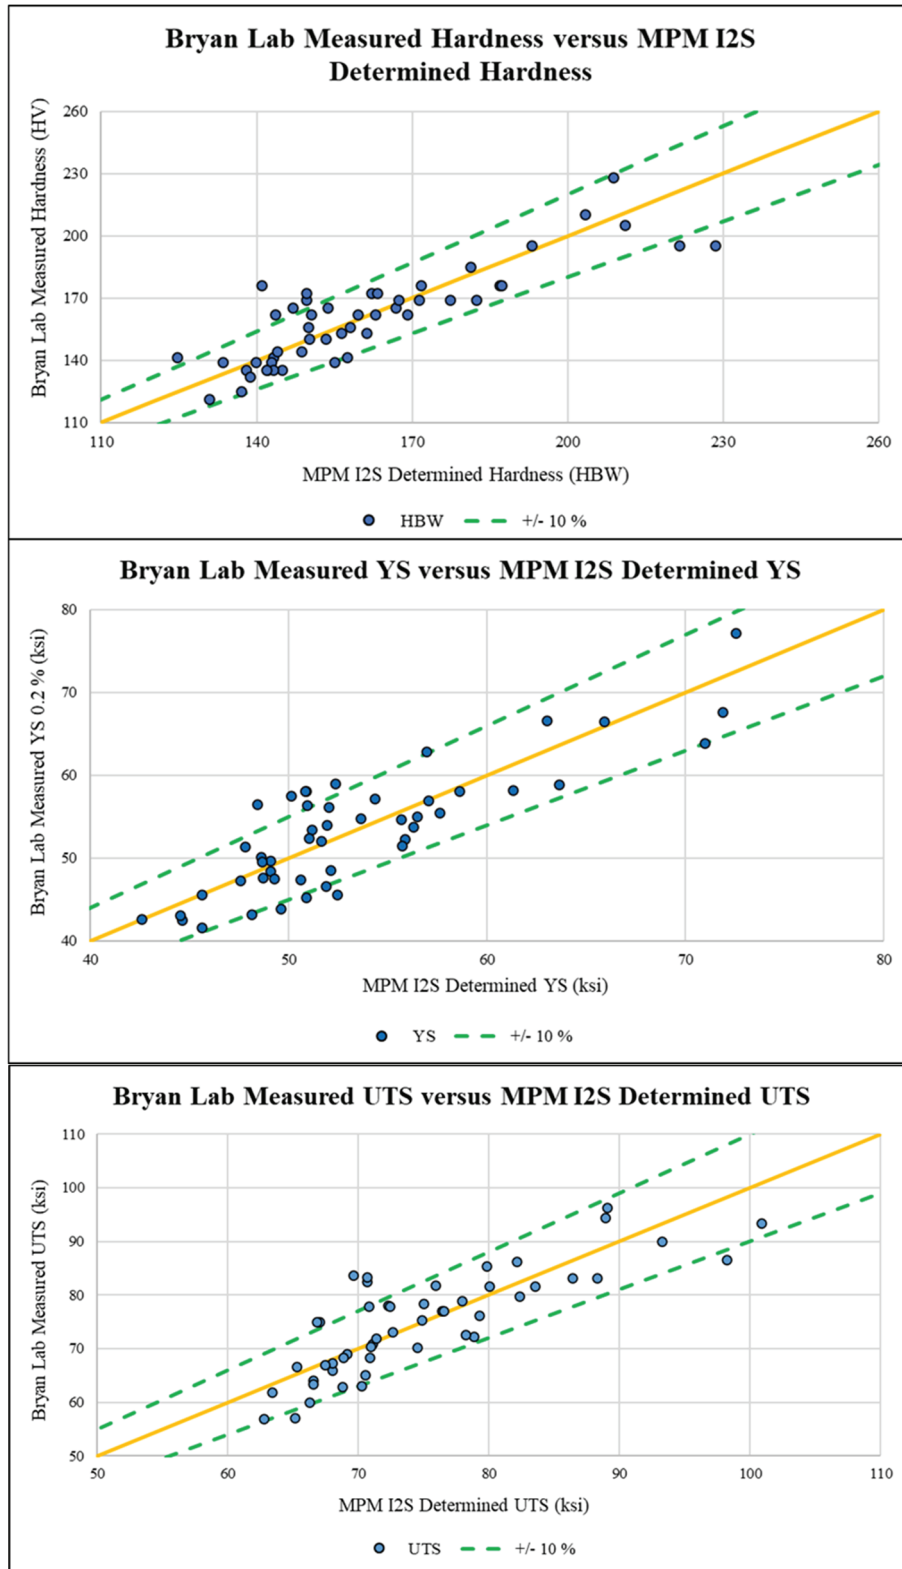 Bryan Lab Measured Hardness versus MPM I2S
Determined Hardness
Bryan Lab Measured Hardness (HV)
260
230
200
170
140
110
110 140 170 200 230 260
MPM I2S Determined Hardness (HBW)
HBW +/- 10 %
Bryan Lab Measured YS versus MPM I2S Determined YS
Bryan Lab Measured YS 0.2 % (ksi)
80
70
60
50
40
40 50 60 70 80
MPM I2S Determined YS (ksi)
YS +/- 10 %
Bryan Lab Measured UTS versus MPM I2S Determined UTS
Bryan Lab Measured UTS (ksi)
110
100
90
80
70
60
50
50 60 70 80 90 100 110
MPM I2S Determined UTS (ksi)
UTS +/- 10 %